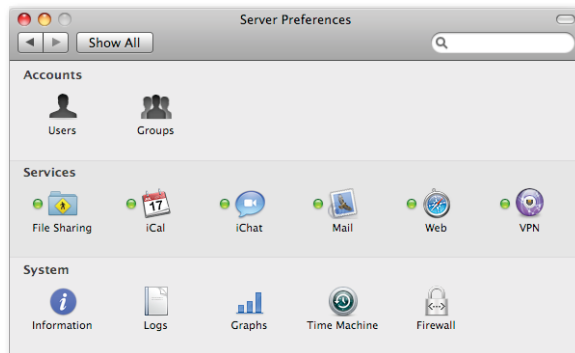 Server Preferences
Show All
Accounts
Users Groups
Services
17
File Sharing iCal iChat Mail Web VPN
System
Information Logs Graphs Time Machine Firewall